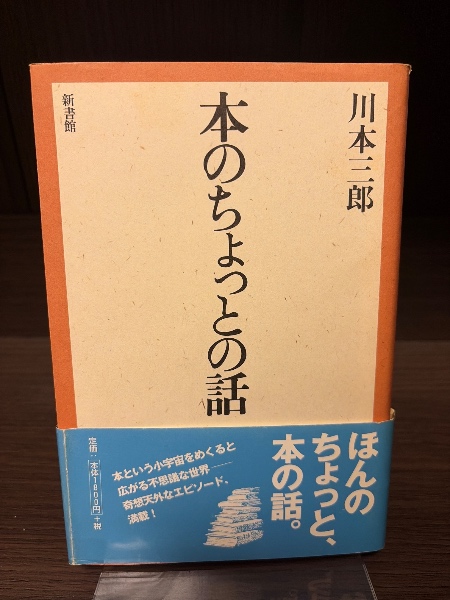 川本三郎
本のちょっとの話
新書館
ほんの
ちょっと、
本の話。
本という小宇宙をめくると
広がる不思議な世界——
奇想天外なエピソード、
満載！
定価：本体1800円＋税